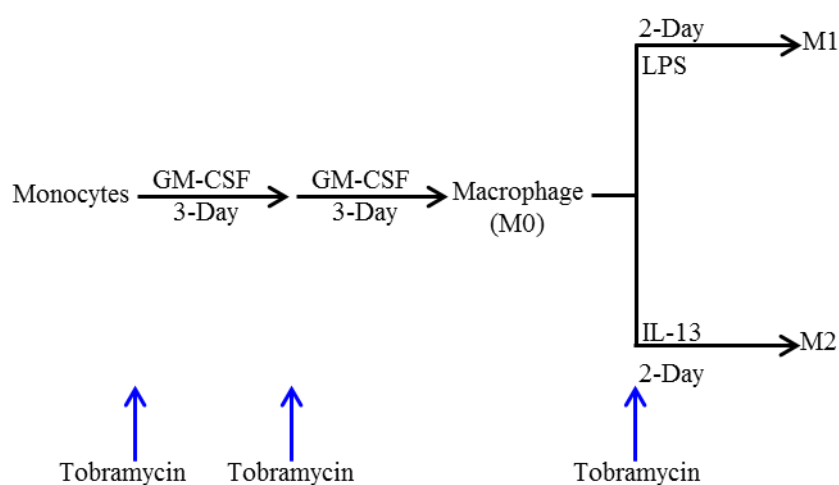 2-Day
M1
LPS
GM-CSF
GM-CSF
Monocytes
Macrophage
3-Day
3-Day
(M0)
IL-13
M2
2-Day
Tobramycin
Tobramycin
Tobramycin